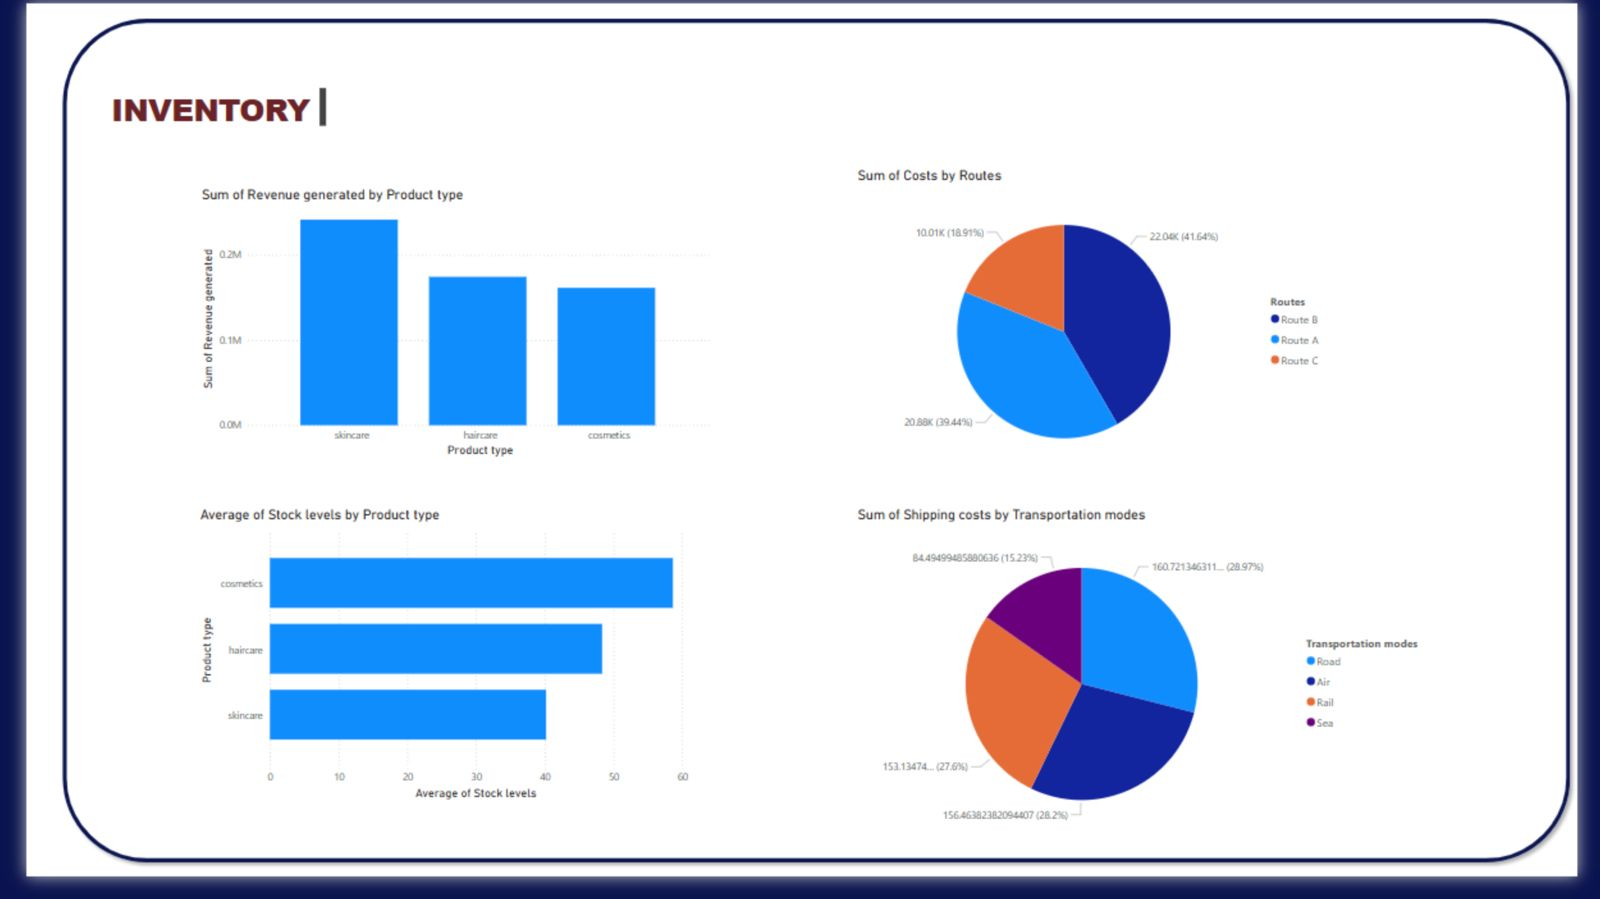 INVENTORY
Sum of Revenue generated by Product type
Sum of Revenue generated
0.2M
0.1M
0.0M
skincare
haircare
cosmetics
Product type
Sum of Costs by Routes
10.01K (18.91%)
22.04K (41.64%)
20.88K (39.44%)
Routes
Route B
Route A
Route C
Average of Stock levels by Product type
Product type
cosmetics
haircare
skincare
0 10 20 30 40 50 60
Average of Stock levels
Sum of Shipping costs by Transportation modes
84.49499485880636 (15.23%)
160.721346311... (28.97%)
153.13474... (27.6%)
156.46382382094407 (28.2%)
Transportation modes
Road
Air
Rail
Sea